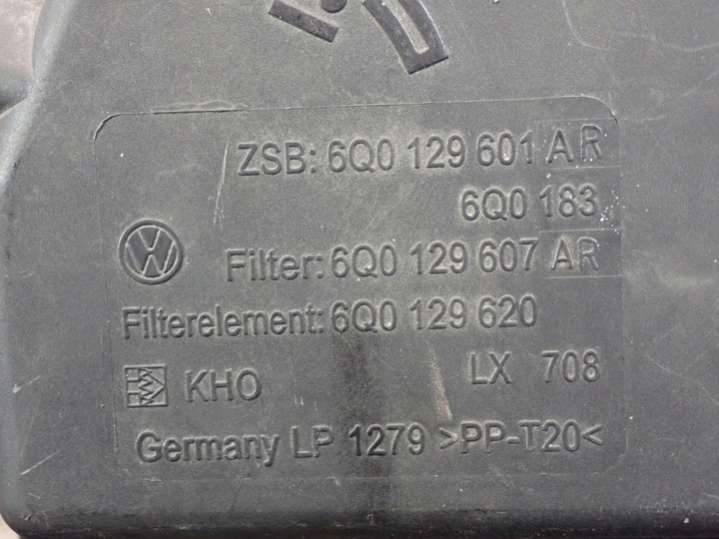 ZSB: 6Q0 129 601 AR
6Q0 183
Filter: 6Q0 129 607 AR
Filterelement: 6Q0 129 620
KHO LX 708
Germany LP 1279 >PP-T20<